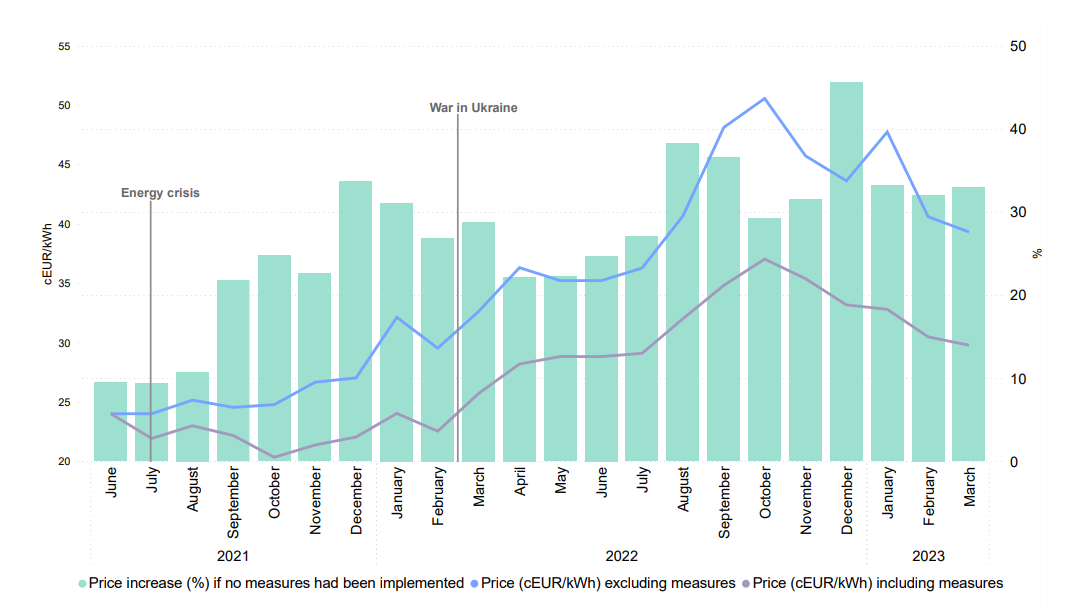 55
50
45
40
35
30
25
20
cEUR/kWh
50
40
30
20
10
0
%
Energy crisis
War in Ukraine
June
July
August
September
October
November
December
January
February
March
April
May
June
July
August
September
October
November
December
January
February
March
2021
2022
2023
Price increase (%) if no measures had been implemented
Price (cEUR/kWh) excluding measures
Price (cEUR/kWh) including measures